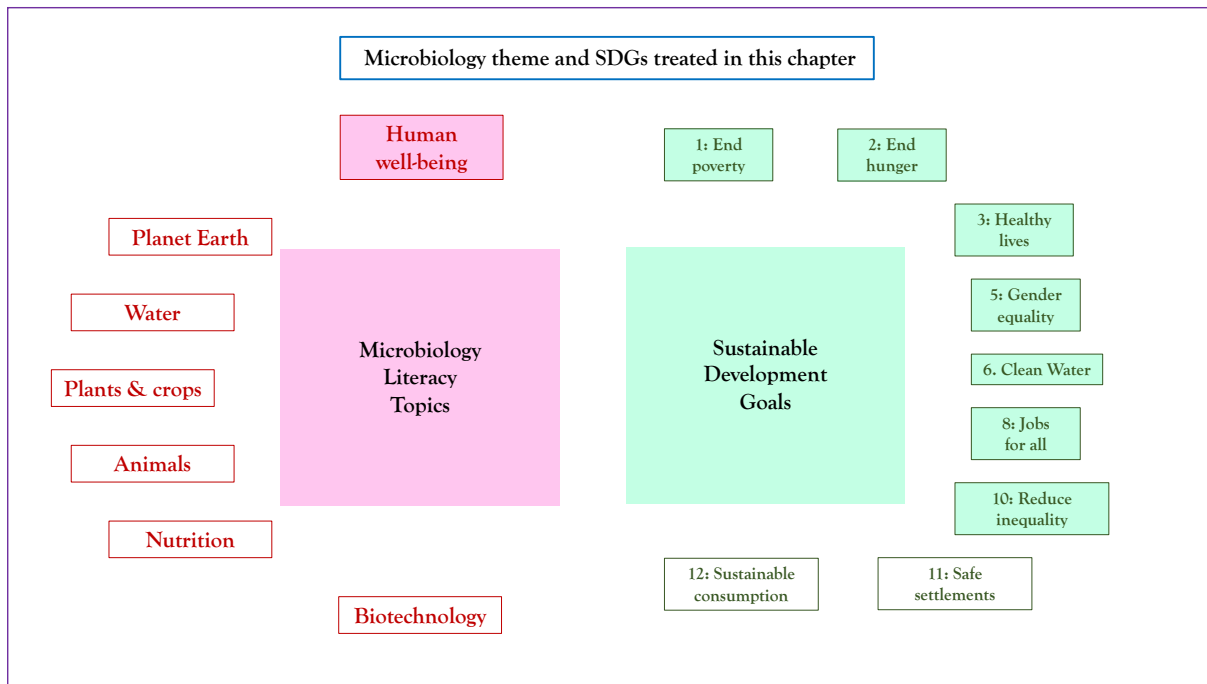 Microbiology theme and SDGs treated in this chapter
Human
well-being
Planet Earth
Water
Plants & crops
Animals
Nutrition
Biotechnology
Microbiology
Literacy
Topics
Sustainable
Development
Goals
1: End
poverty
2: End
hunger
3: Healthy
lives
5: Gender
equality
6. Clean Water
8: Jobs
for all
10: Reduce
inequality
11: Safe
settlements
12: Sustainable
consumption